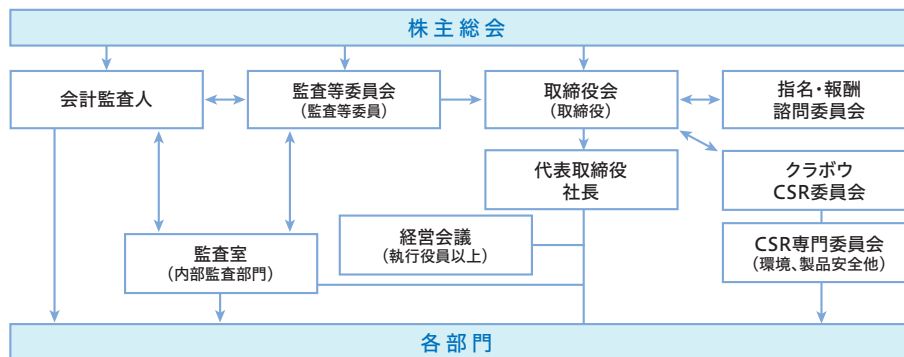 株主総会
会計監査人
監査等委員会
（監査等委員）
取締役会
（取締役）
指名・報酬
諮問委員会
代表取締役
社長
クラボウ
CSR委員会
経営会議
（執行役員以上）
監査室
（内部監査部門）
CSR専門委員会
（環境、製品安全他）
各部門